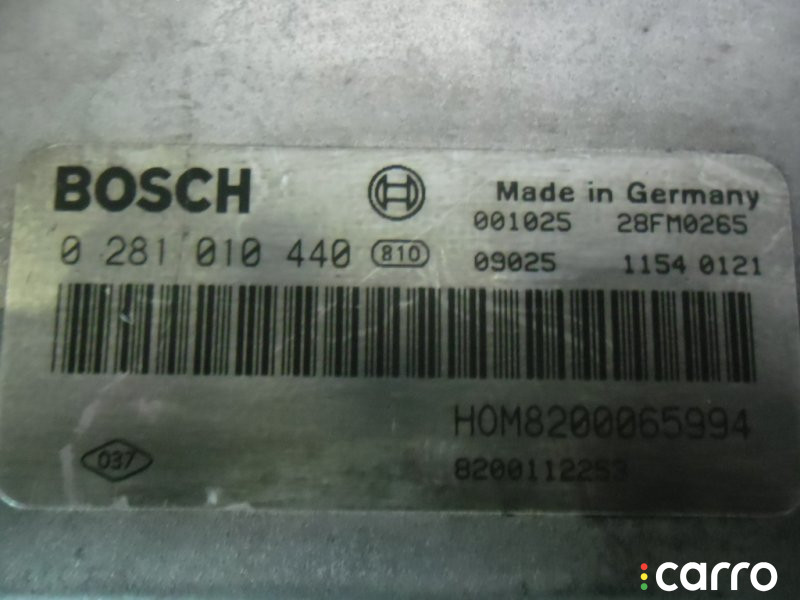 BOSCH
Made in Germany
001025 28FM0265
0 281 010 440 810
09025 1154 0121
HOM8200065994
037
8200112253
carro